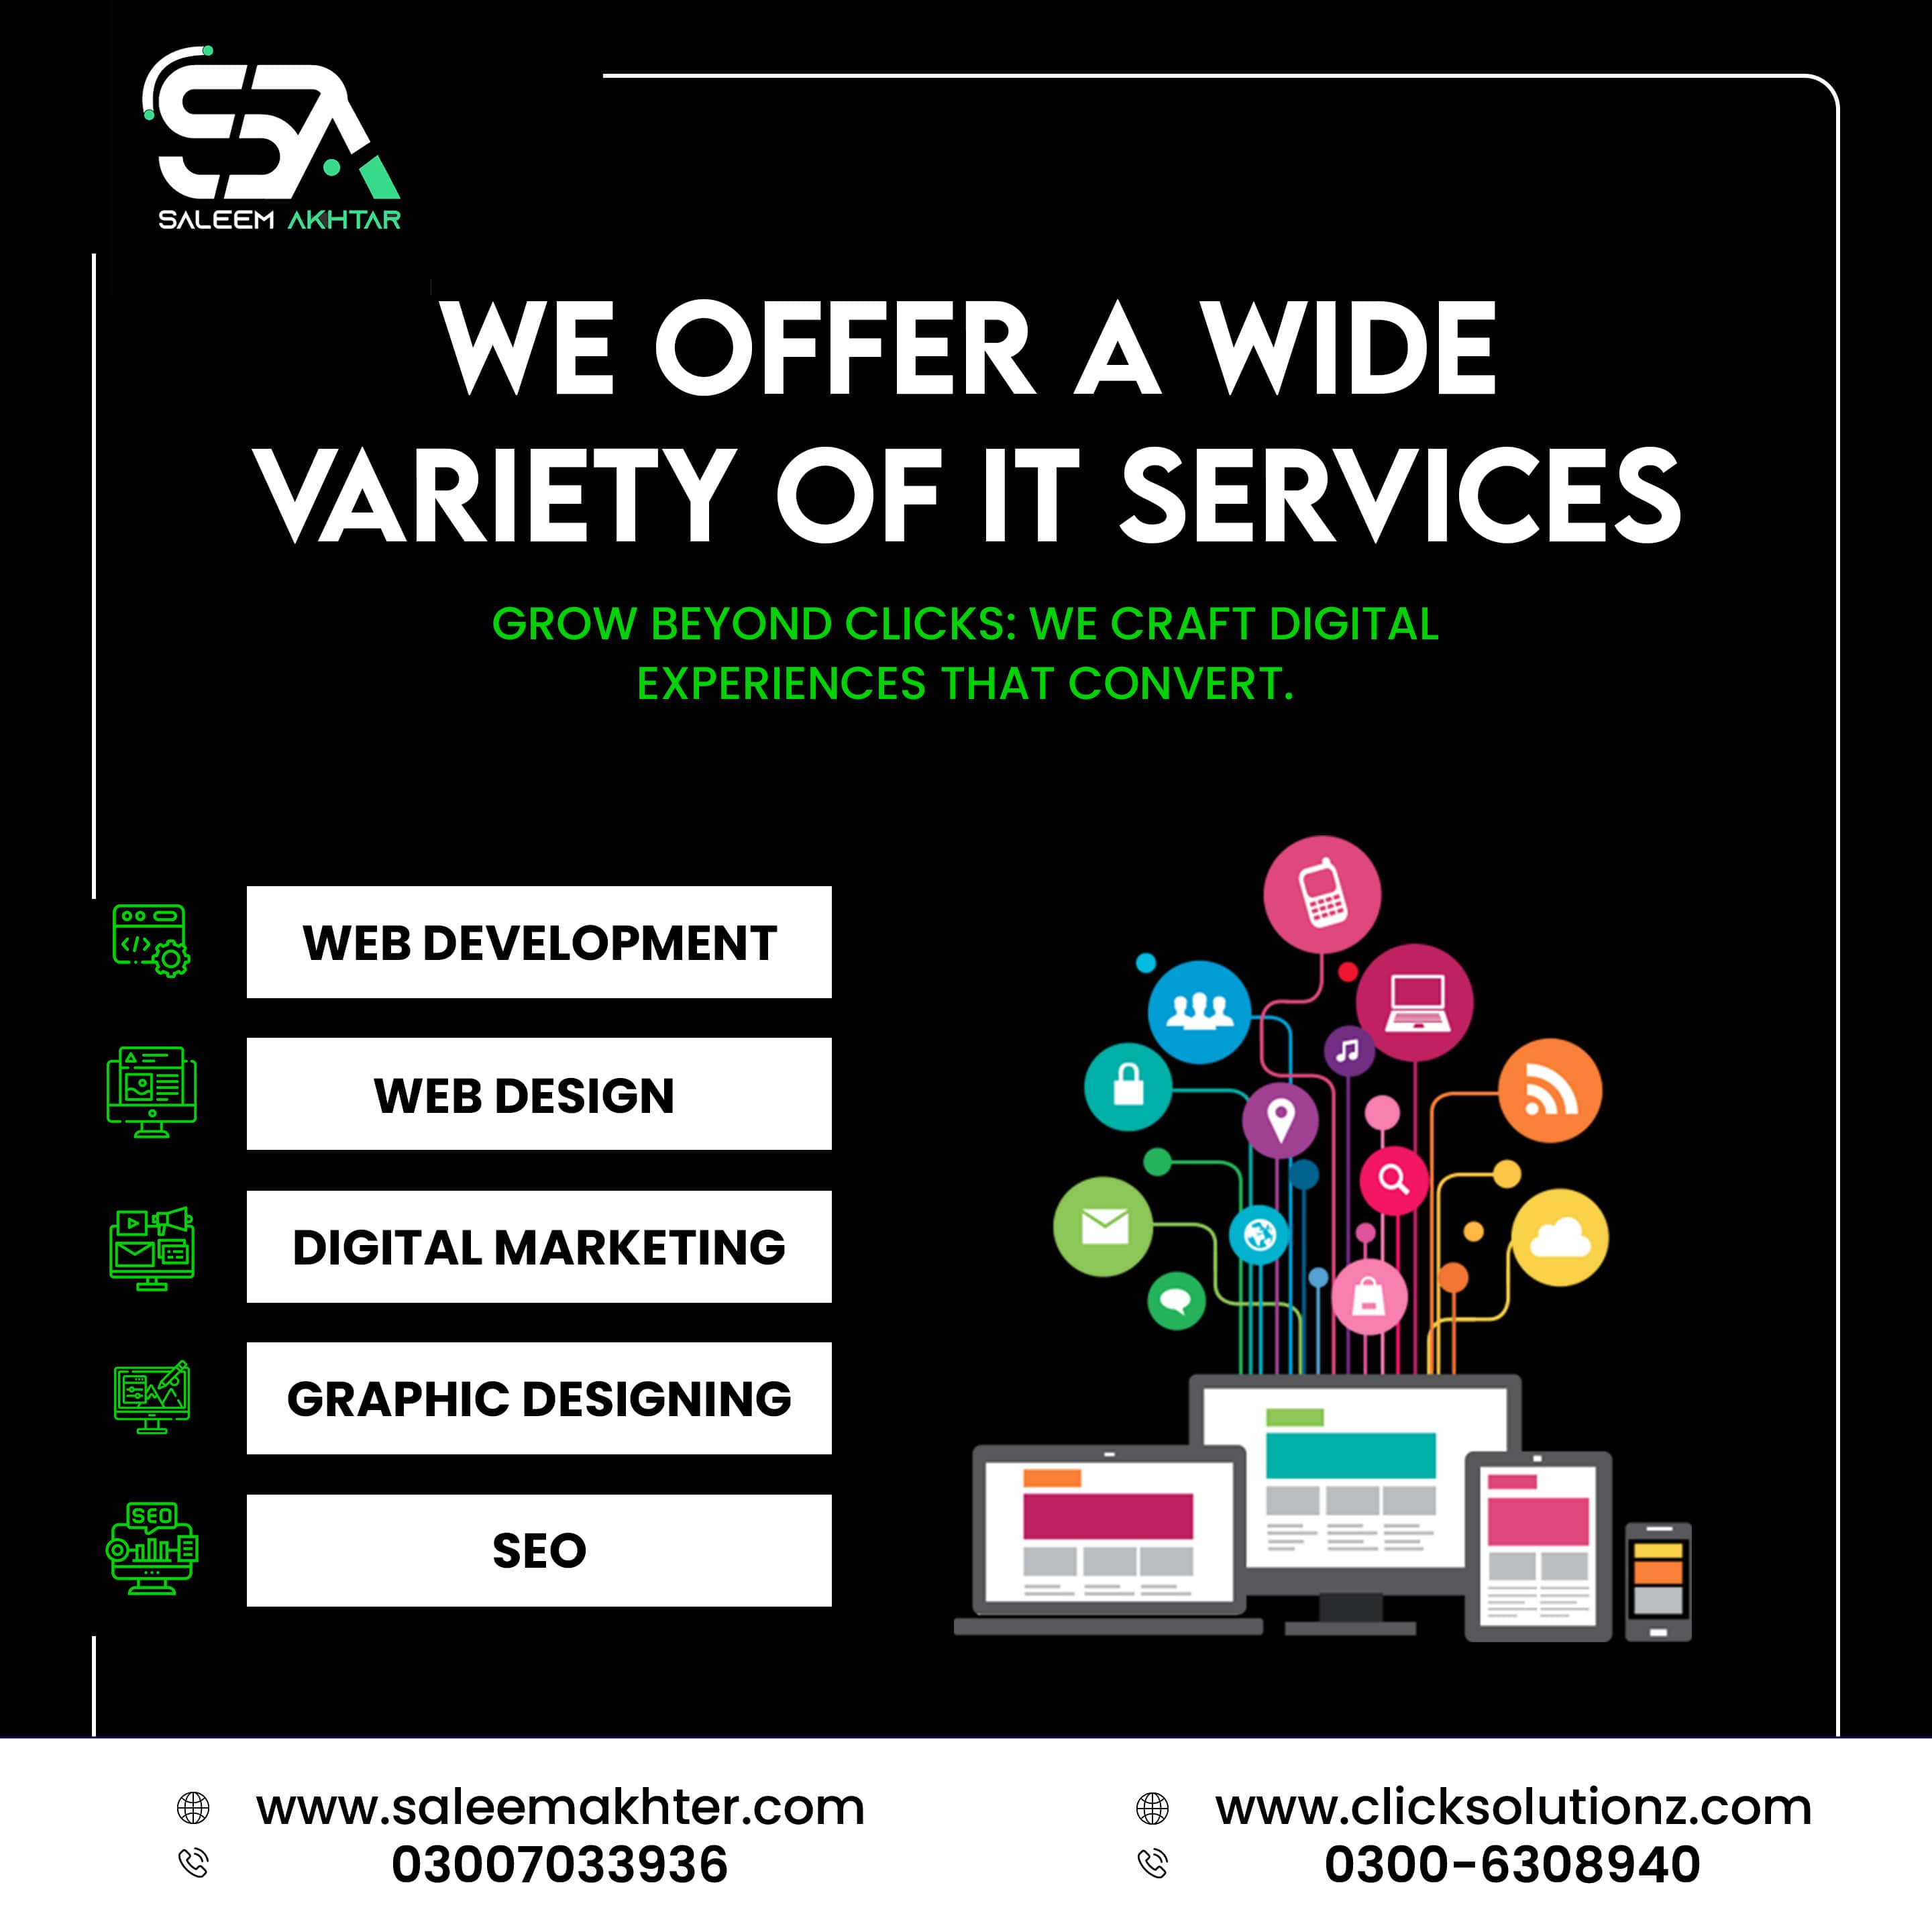 SA
SALEEM AKHTAR
WE OFFER A WIDE
VARIETY OF IT SERVICES
GROW BEYOND CLICKS: WE CRAFT DIGITAL
EXPERIENCES THAT CONVERT.
WEB DEVELOPMENT
WEB DESIGN
DIGITAL MARKETING
GRAPHIC DESIGNING
SEO
SEO
www.saleemakhter.com
03007033936
www.clicksolutionz.com
0300-6308940